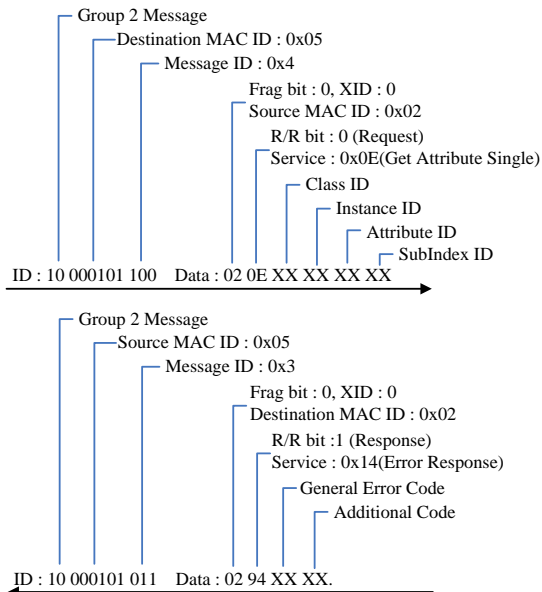 Group 2 Message
Destination MAC ID : 0x05
Message ID : 0x4
Frag bit : 0, XID : 0
Source MAC ID : 0x02
R/R bit : 0 (Request)
Service : 0x0E(Get Attribute Single)
Class ID
Instance ID
Attribute ID
SubIndex ID
ID : 10 000101 100 Data : 02 0E XX XX XX XX
Group 2 Message
Source MAC ID : 0x05
Message ID : 0x3
Frag bit : 0, XID : 0
Destination MAC ID : 0x02
R/R bit :1 (Response)
Service : 0x14(Error Response)
General Error Code
Additional Code
ID : 10 000101 011 Data : 02 94 XX XX.